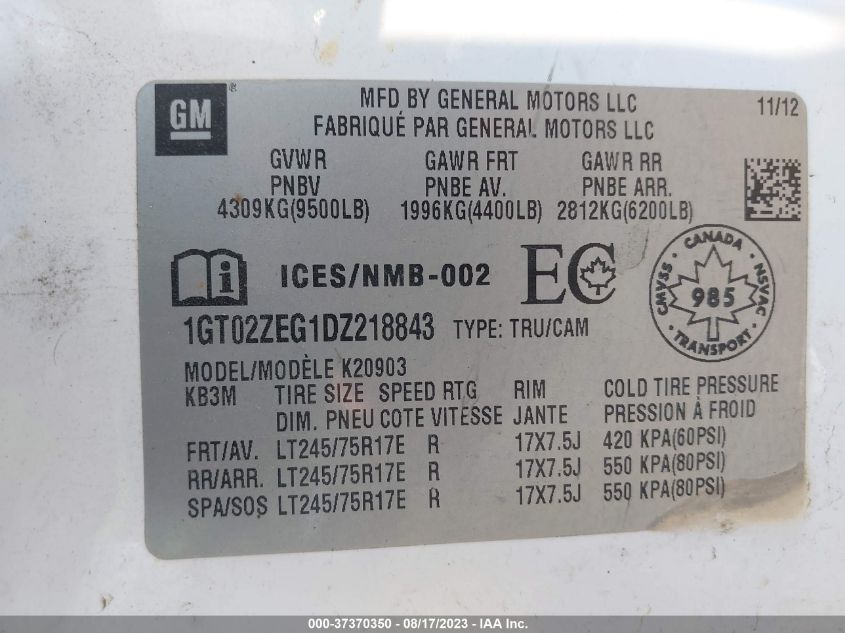 GM ®
MFD BY GENERAL MOTORS LLC 11/12
FABRIQUÉ PAR GENERAL MOTORS LLC
GVWR GAWR FRT GAWR RR
PNBV PNBE AV. PNBE ARR.
4309KG(9500LB) 1996KG(4400LB) 2812KG(6200LB)
i ICES/NMB-002 EC
CANADA
CMVSS 985 NSVAC
TRANSPORT
1GT02ZEG1DZ218843 TYPE: TRU/CAM
MODEL/MODÈLE K20903
KB3M TIRE SIZE SPEED RTG RIM COLD TIRE PRESSURE
DIM. PNEU COTE VITESSE JANTE PRESSION À FROID
FRT/AV. LT245/75R17E R 17X7.5J 420 KPA(60PSI)
RR/ARR. LT245/75R17E R 17X7.5J 550 KPA(80PSI)
SPA/SOS LT245/75R17E R 17X7.5J 550 KPA(80PSI)
000-37370350 - 08/17/2023 - IAA Inc.